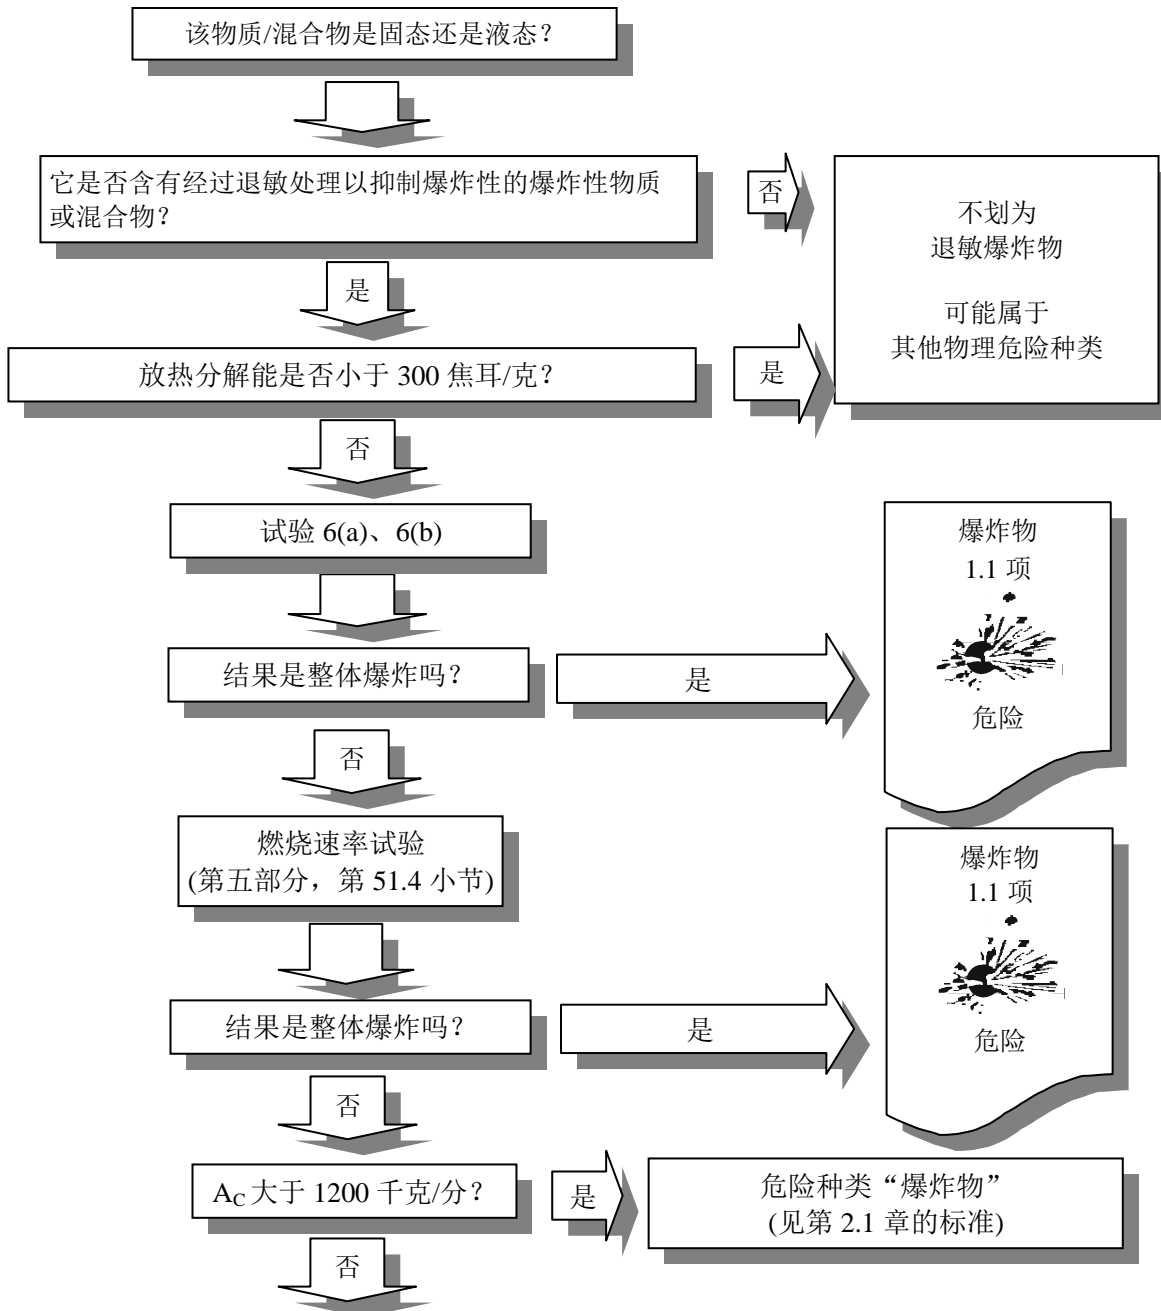 该物质/混合物是固态还是液态？
它是否含有经过退敏处理以抑制爆炸性的爆炸性物质
或混合物？
否
不划为
退敏爆炸物
可能属于
其他物理危险种类
是
放热分解能是否小于 300 焦耳/克？
是
否
试验 6(a)、6(b)
爆炸物
1.1 项
危险
结果是整体爆炸吗？
是
否
燃烧速率试验
(第五部分，第 51.4 小节)
爆炸物
1.1 项
危险
结果是整体爆炸吗？
是
否
AC 大于 1200 千克/分？
是
危险种类“爆炸物”
(见第 2.1 章的标准)
否